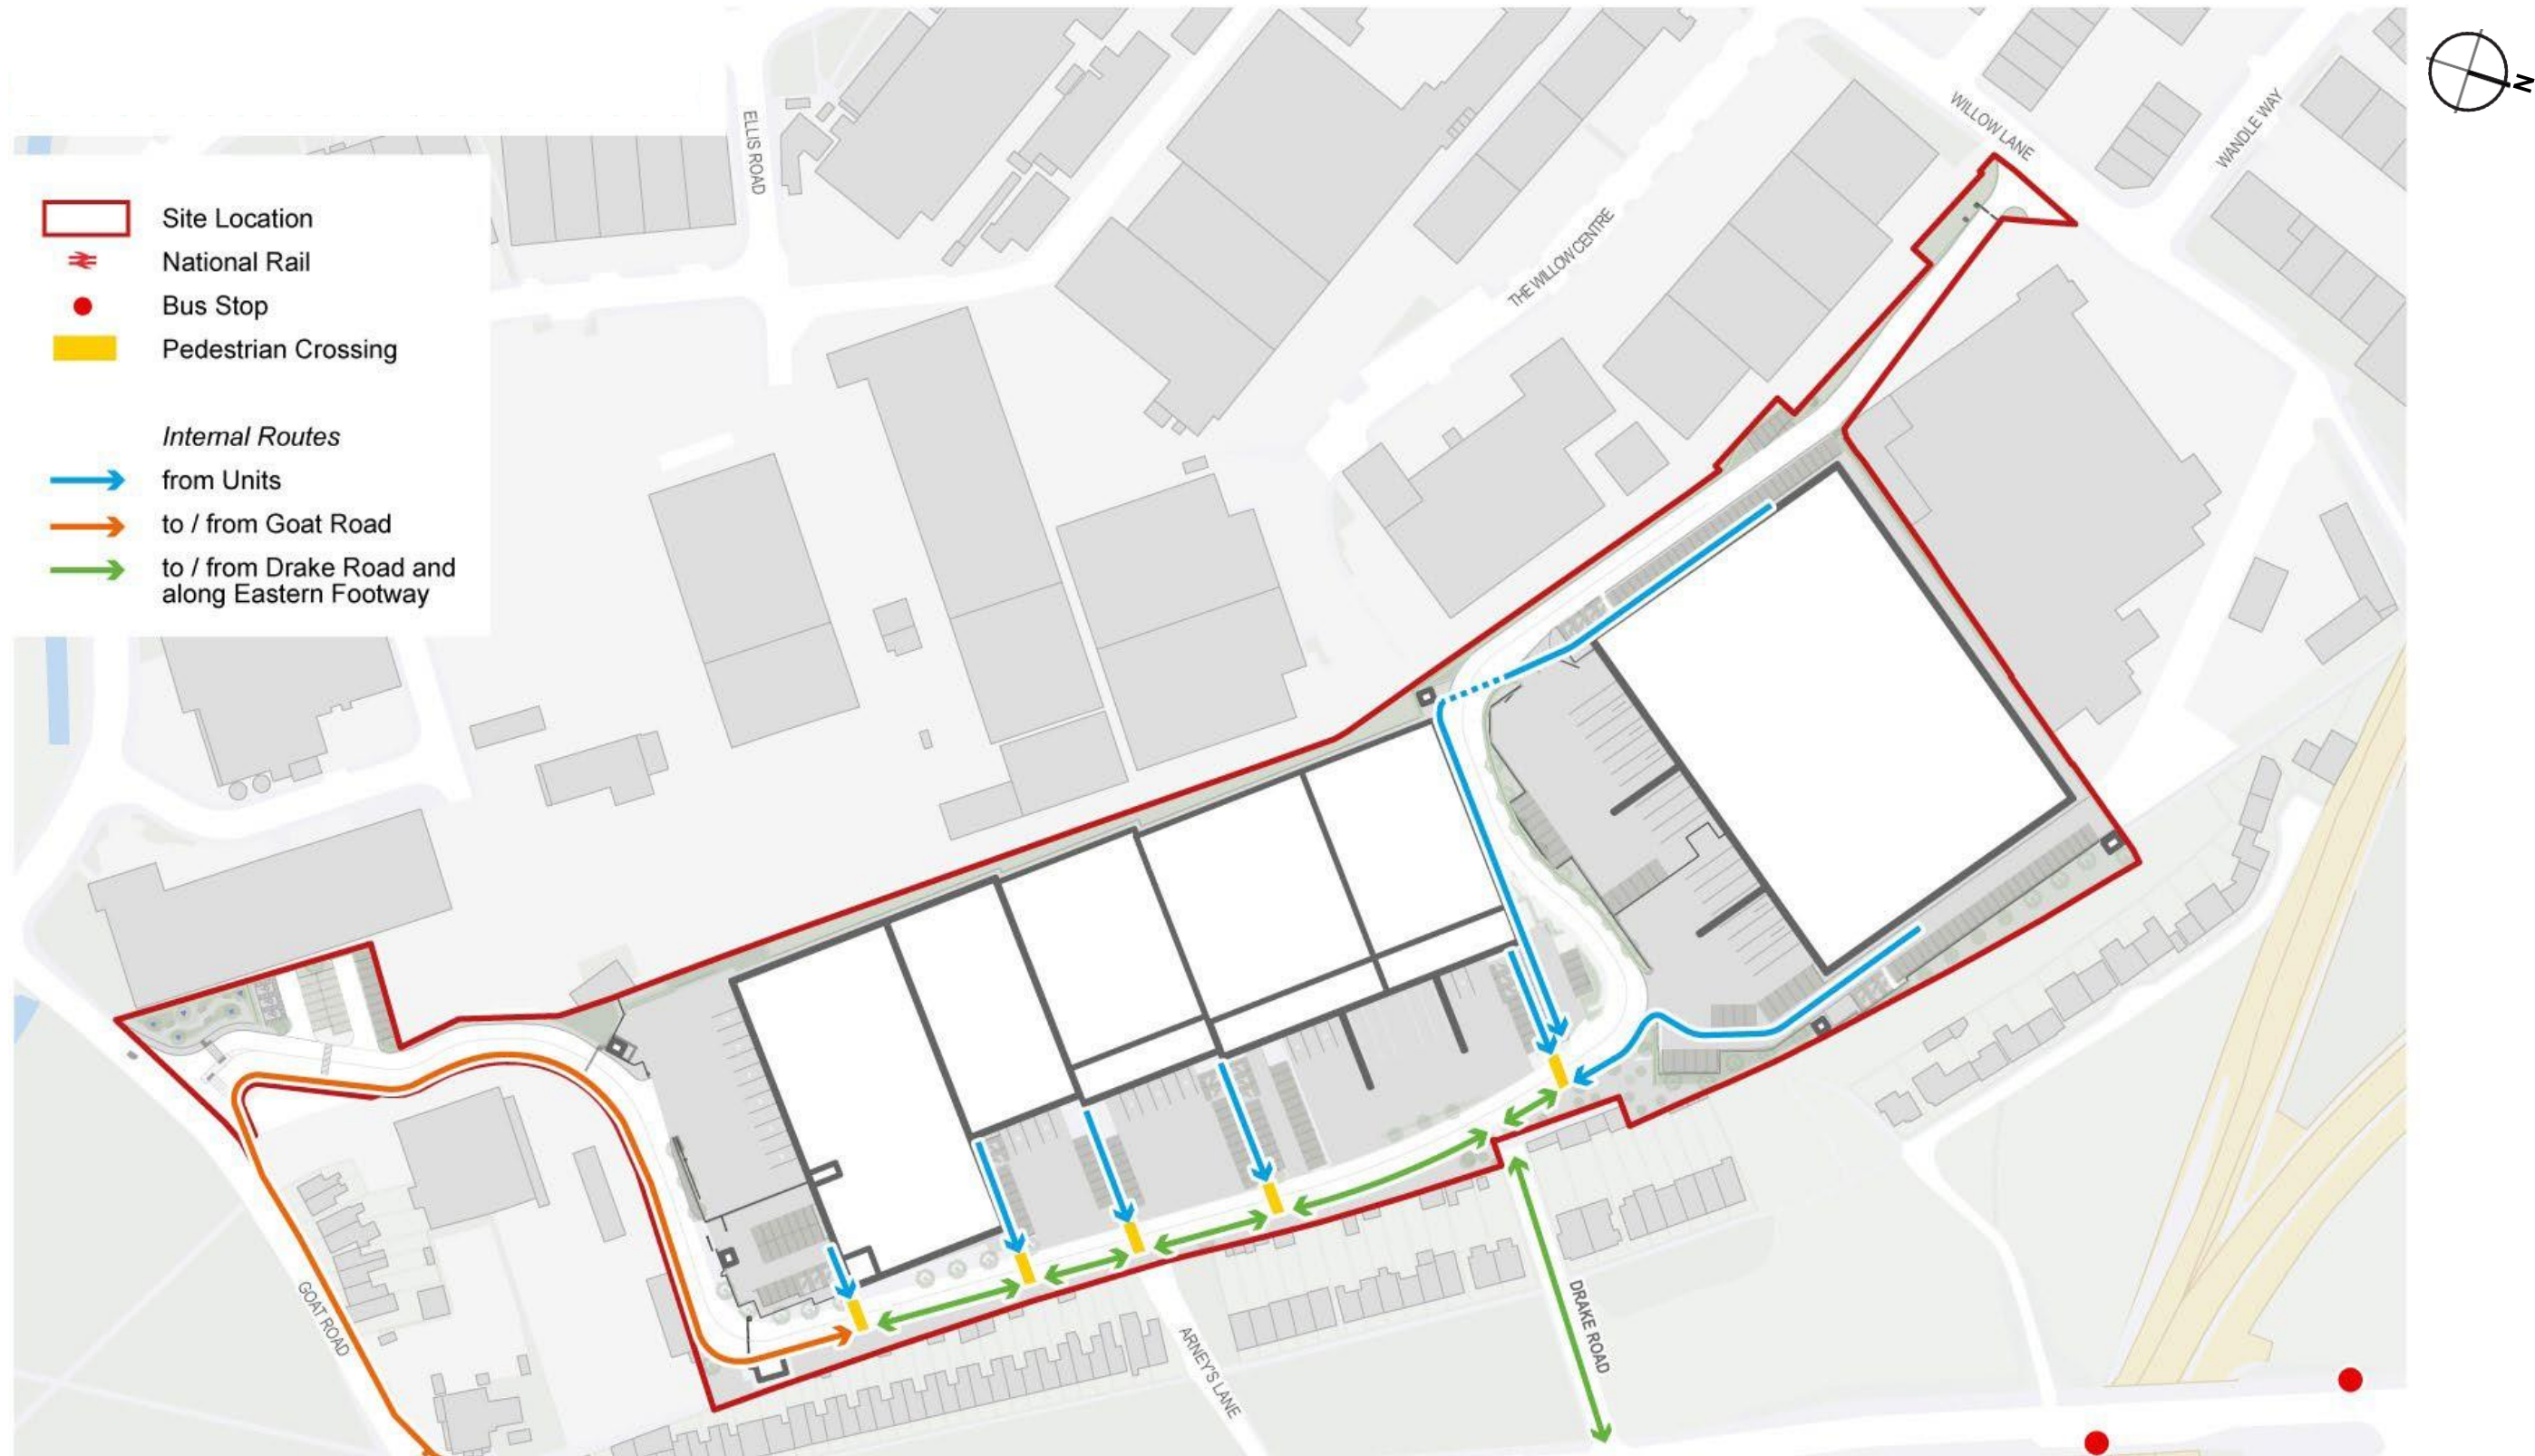 N
WILLOW LANE
WANDLE WAY
ELLIS ROAD
THE WILLOW CENTRE
Site Location
National Rail
Bus Stop
Pedestrian Crossing
Internal Routes
from Units
to / from Goat Road
to / from Drake Road and
along Eastern Footway
GOAT ROAD
ARNEY'S LANE
DRAKE ROAD